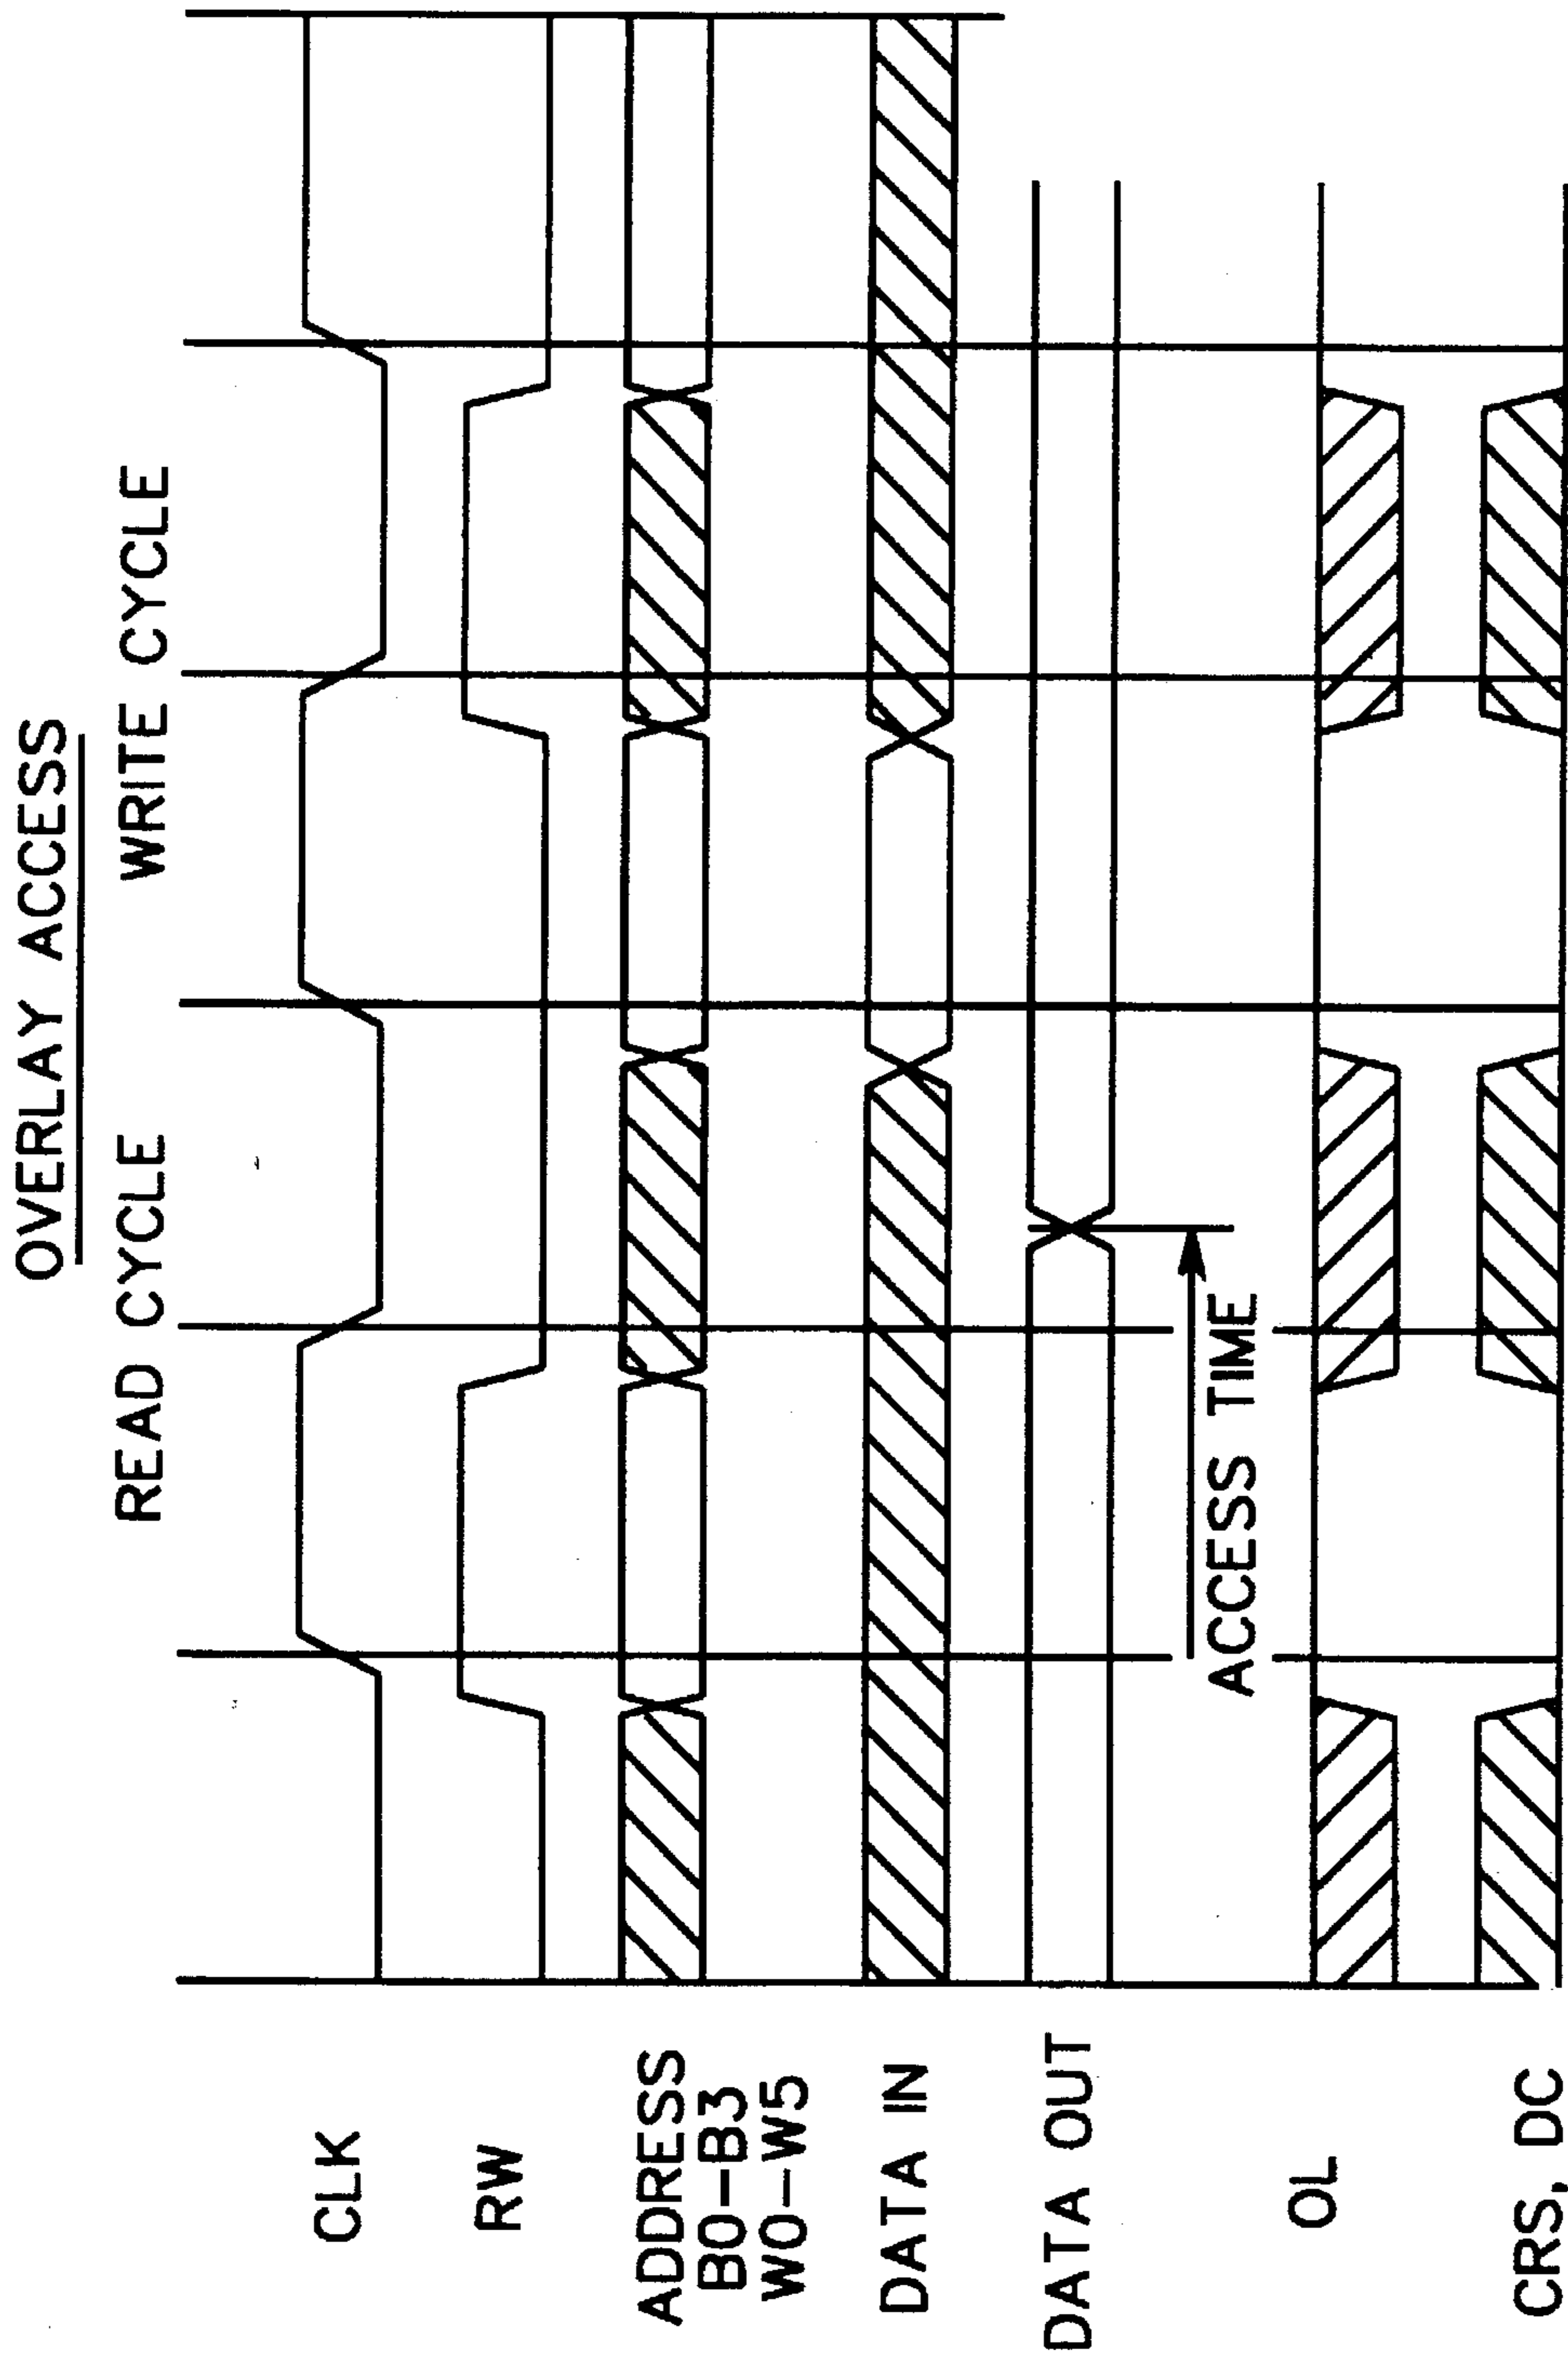 OVERLAY ACCESS
READ CYCLE
WRITE CYCLE
CLK
RW
ADDRESS
B0-B3
W0-W5
DATA IN
DATA OUT
ACCESS TIME
OL
CRS, DC